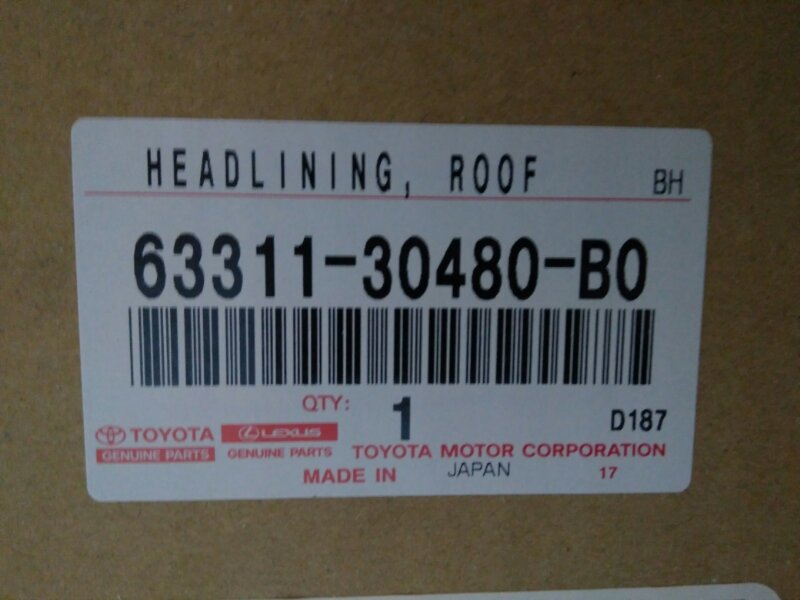 HEADLINING, ROOF BH
63311-30480-B0
QTY: 1 D187
TOYOTA LEXUS
GENUINE PARTS GENUINE PARTS TOYOTA MOTOR CORPORATION
MADE IN JAPAN 17